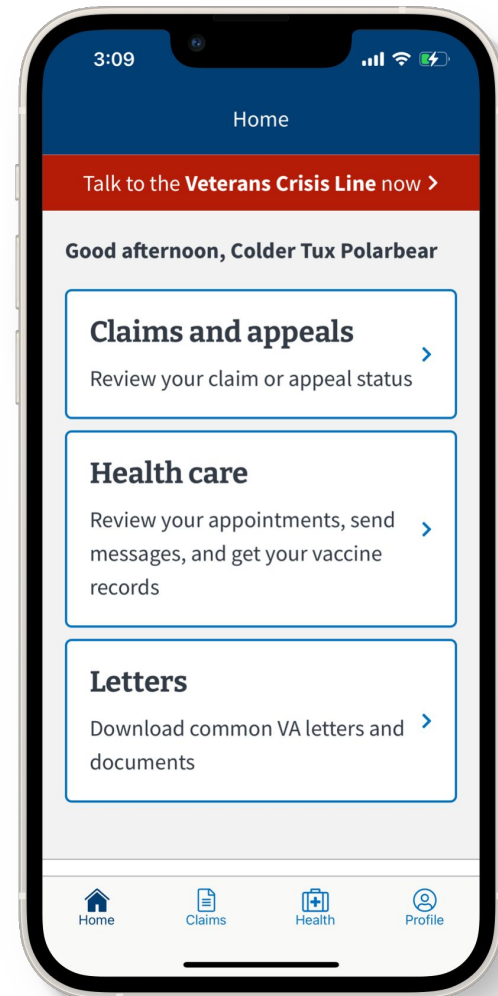 3:09
Home
Talk to the Veterans Crisis Line now >
Good afternoon, Colder Tux Polarbear
Claims and appeals
Review your claim or appeal status
Health care
Review your appointments, send
messages, and get your vaccine
records
Letters
Download common VA letters and
documents
Home
Claims
Health
Profile